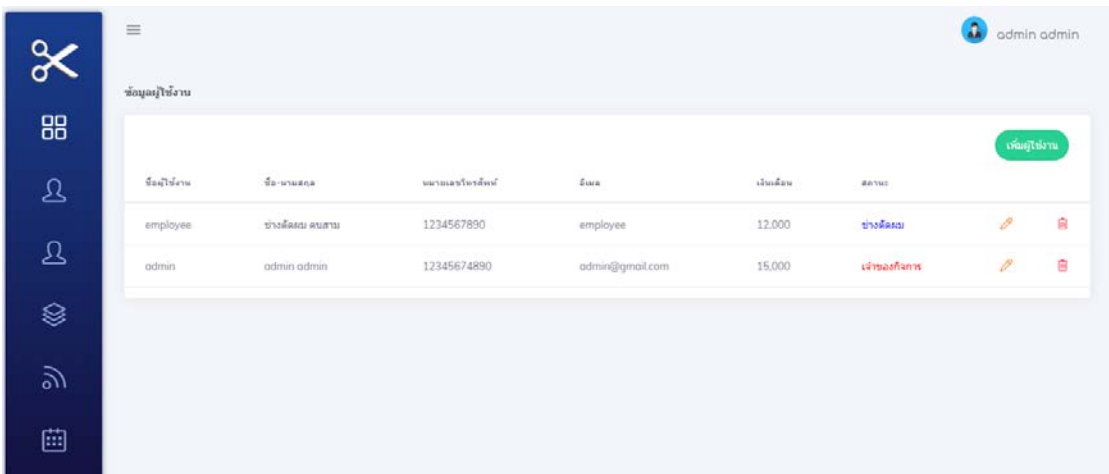 admin admin
ข้อมูลผู้ใช้งาน
เพิ่มผู้ใช้งาน
ชื่อผู้ใช้งาน ชื่อ-นามสกุล หมายเลขโทรศัพท์ อีเมล เงินเดือน สถานะ
employee ช่างตัดผม คนสวย 1234567890 employee 12,000 ช่างตัดผม
admin admin admin 12345674890 admin@gmail.com 15,000 เจ้าของกิจการ